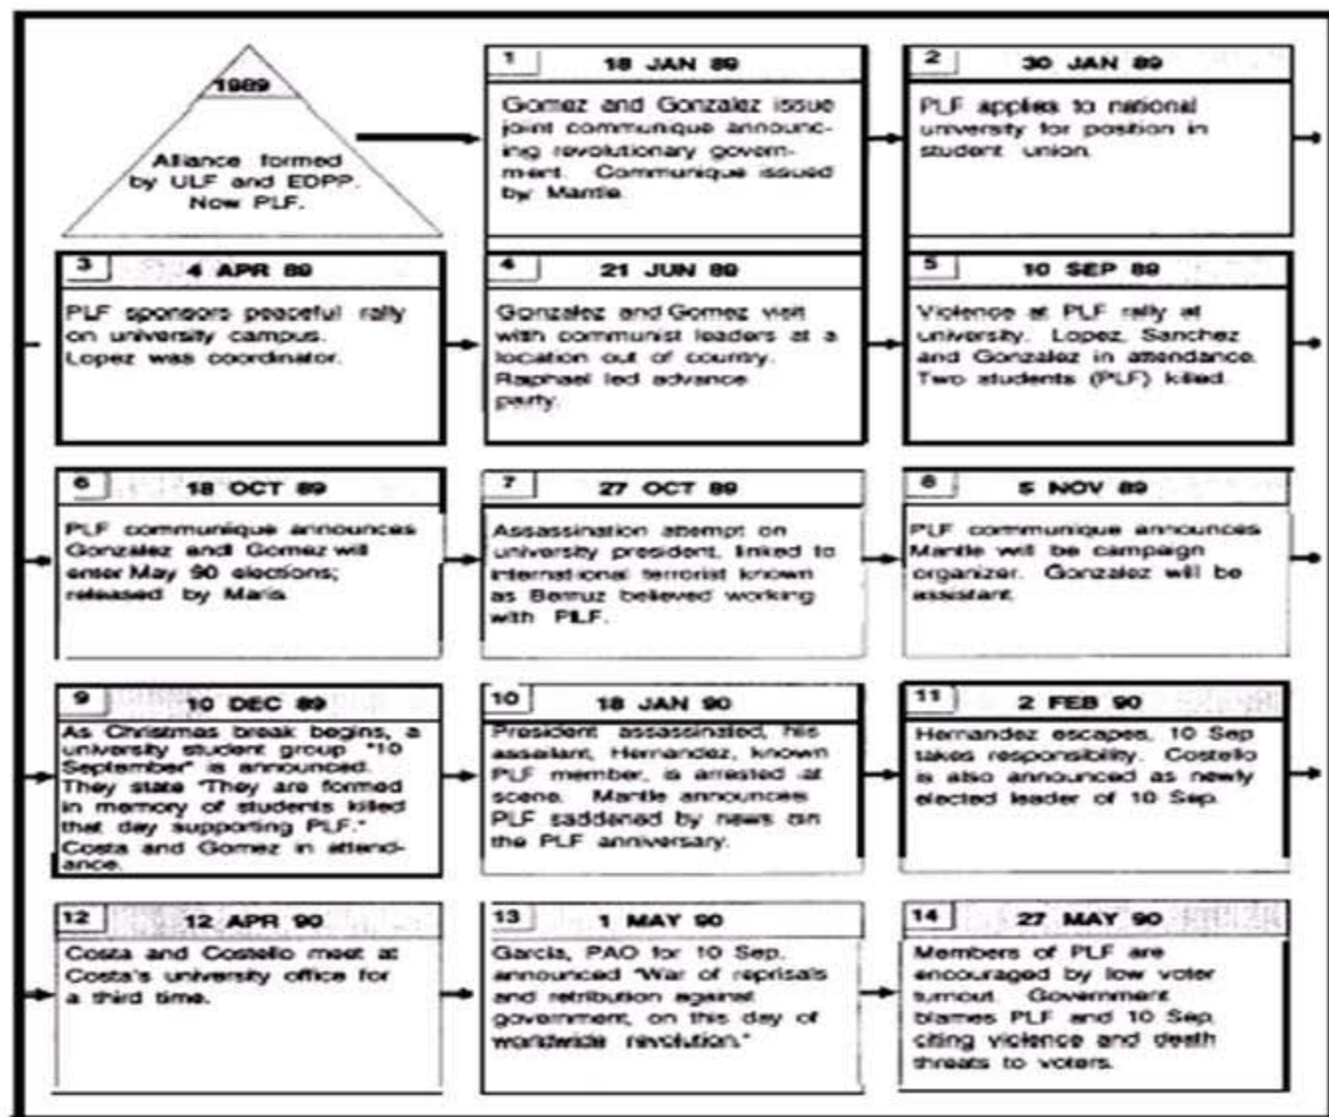 1989
Alliance formed
by ULF and EDPP.
Now PLF.
1
18 JAN 89
Gomez and Gonzalez issue
joint communique announc-
ing revolutionary govern-
ment. Communique issued
by Mantle.
2
30 JAN 89
PLF applies to national
university for position in
student union.
3
4 APR 89
PLF sponsors peaceful rally
on university campus.
Lopez was coordinator.
4
21 JUN 89
Gonzalez and Gomez visit
with communist leaders at a
location out of country.
Raphael led advance
party.
5
10 SEP 89
Violence at PLF rally at
university. Lopez, Sanchez
and Gonzalez in attendance.
Two students (PLF) killed.
6
18 OCT 89
PLF communique announces
Gonzalez and Gomez will
enter May 90 elections;
released by Maris.
7
27 OCT 89
Assassination attempt on
university president, linked to
international terrorist known
as believed working
with PLF.
8
5 NOV 89
PLF communique announces
Mantle will be campaign
organizer. Gonzalez will be
assistant.
9
10 DEC 89
As Christmas break begins, a
university student group "10
September" is announced.
They state "They are formed
in memory of students killed
that day supporting PLF."
Costa and Gomez in attend-
ance.
10
18 JAN 90
President assassinated, his
assailant, Hernandez, known
PLF member, is arrested at
scene. Mantle announces
PLF saddened by news on
the PLF anniversary.
11
2 FEB 90
Hernandez escapes, 10 Sep
takes responsibility. Costello
is also announced as newly
elected leader of 10 Sep.
12
12 APR 90
Costa and Costello meet at
Costa's university office for
a third time.
13
1 MAY 90
Garcia, PAO for 10 Sep,
announced "War of reprisals
and retribution against
government, on this day of
worldwide revolution."
14
27 MAY 90
Members of PLF are
encouraged by low voter
turnout. Government
blames PLF and 10 Sep,
citing violence and death
threats to voters.